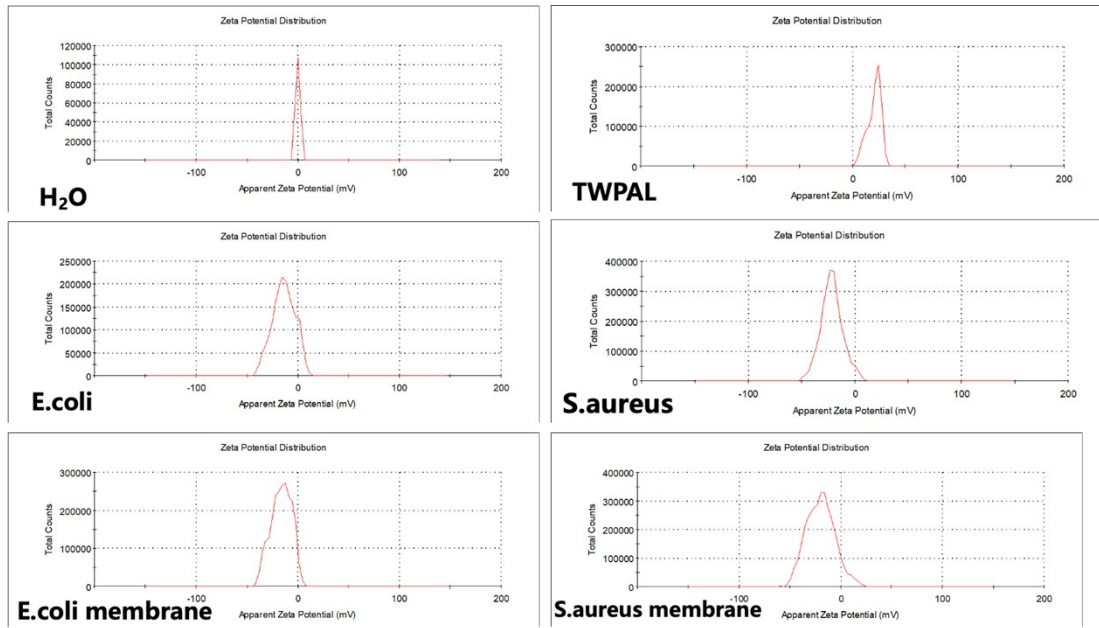 Zeta Potential Distribution
Total Counts
120000
100000
80000
60000
40000
20000
0
-100
0
100
200
Apparent Zeta Potential (mV)
H₂O
Zeta Potential Distribution
Total Counts
300000
200000
100000
0
-100
0
100
200
Apparent Zeta Potential (mV)
TWPAL
Zeta Potential Distribution
Total Counts
250000
200000
150000
100000
50000
0
-100
0
100
200
Apparent Zeta Potential (mV)
E.coli
Zeta Potential Distribution
Total Counts
400000
300000
200000
100000
0
-100
0
100
200
Apparent Zeta Potential (mV)
S.aureus
Zeta Potential Distribution
Total Counts
300000
200000
100000
0
-100
0
100
200
Apparent Zeta Potential (mV)
E.coli membrane
Zeta Potential Distribution
Total Counts
400000
300000
200000
100000
0
-100
0
100
200
Apparent Zeta Potential (mV)
S.aureus membrane